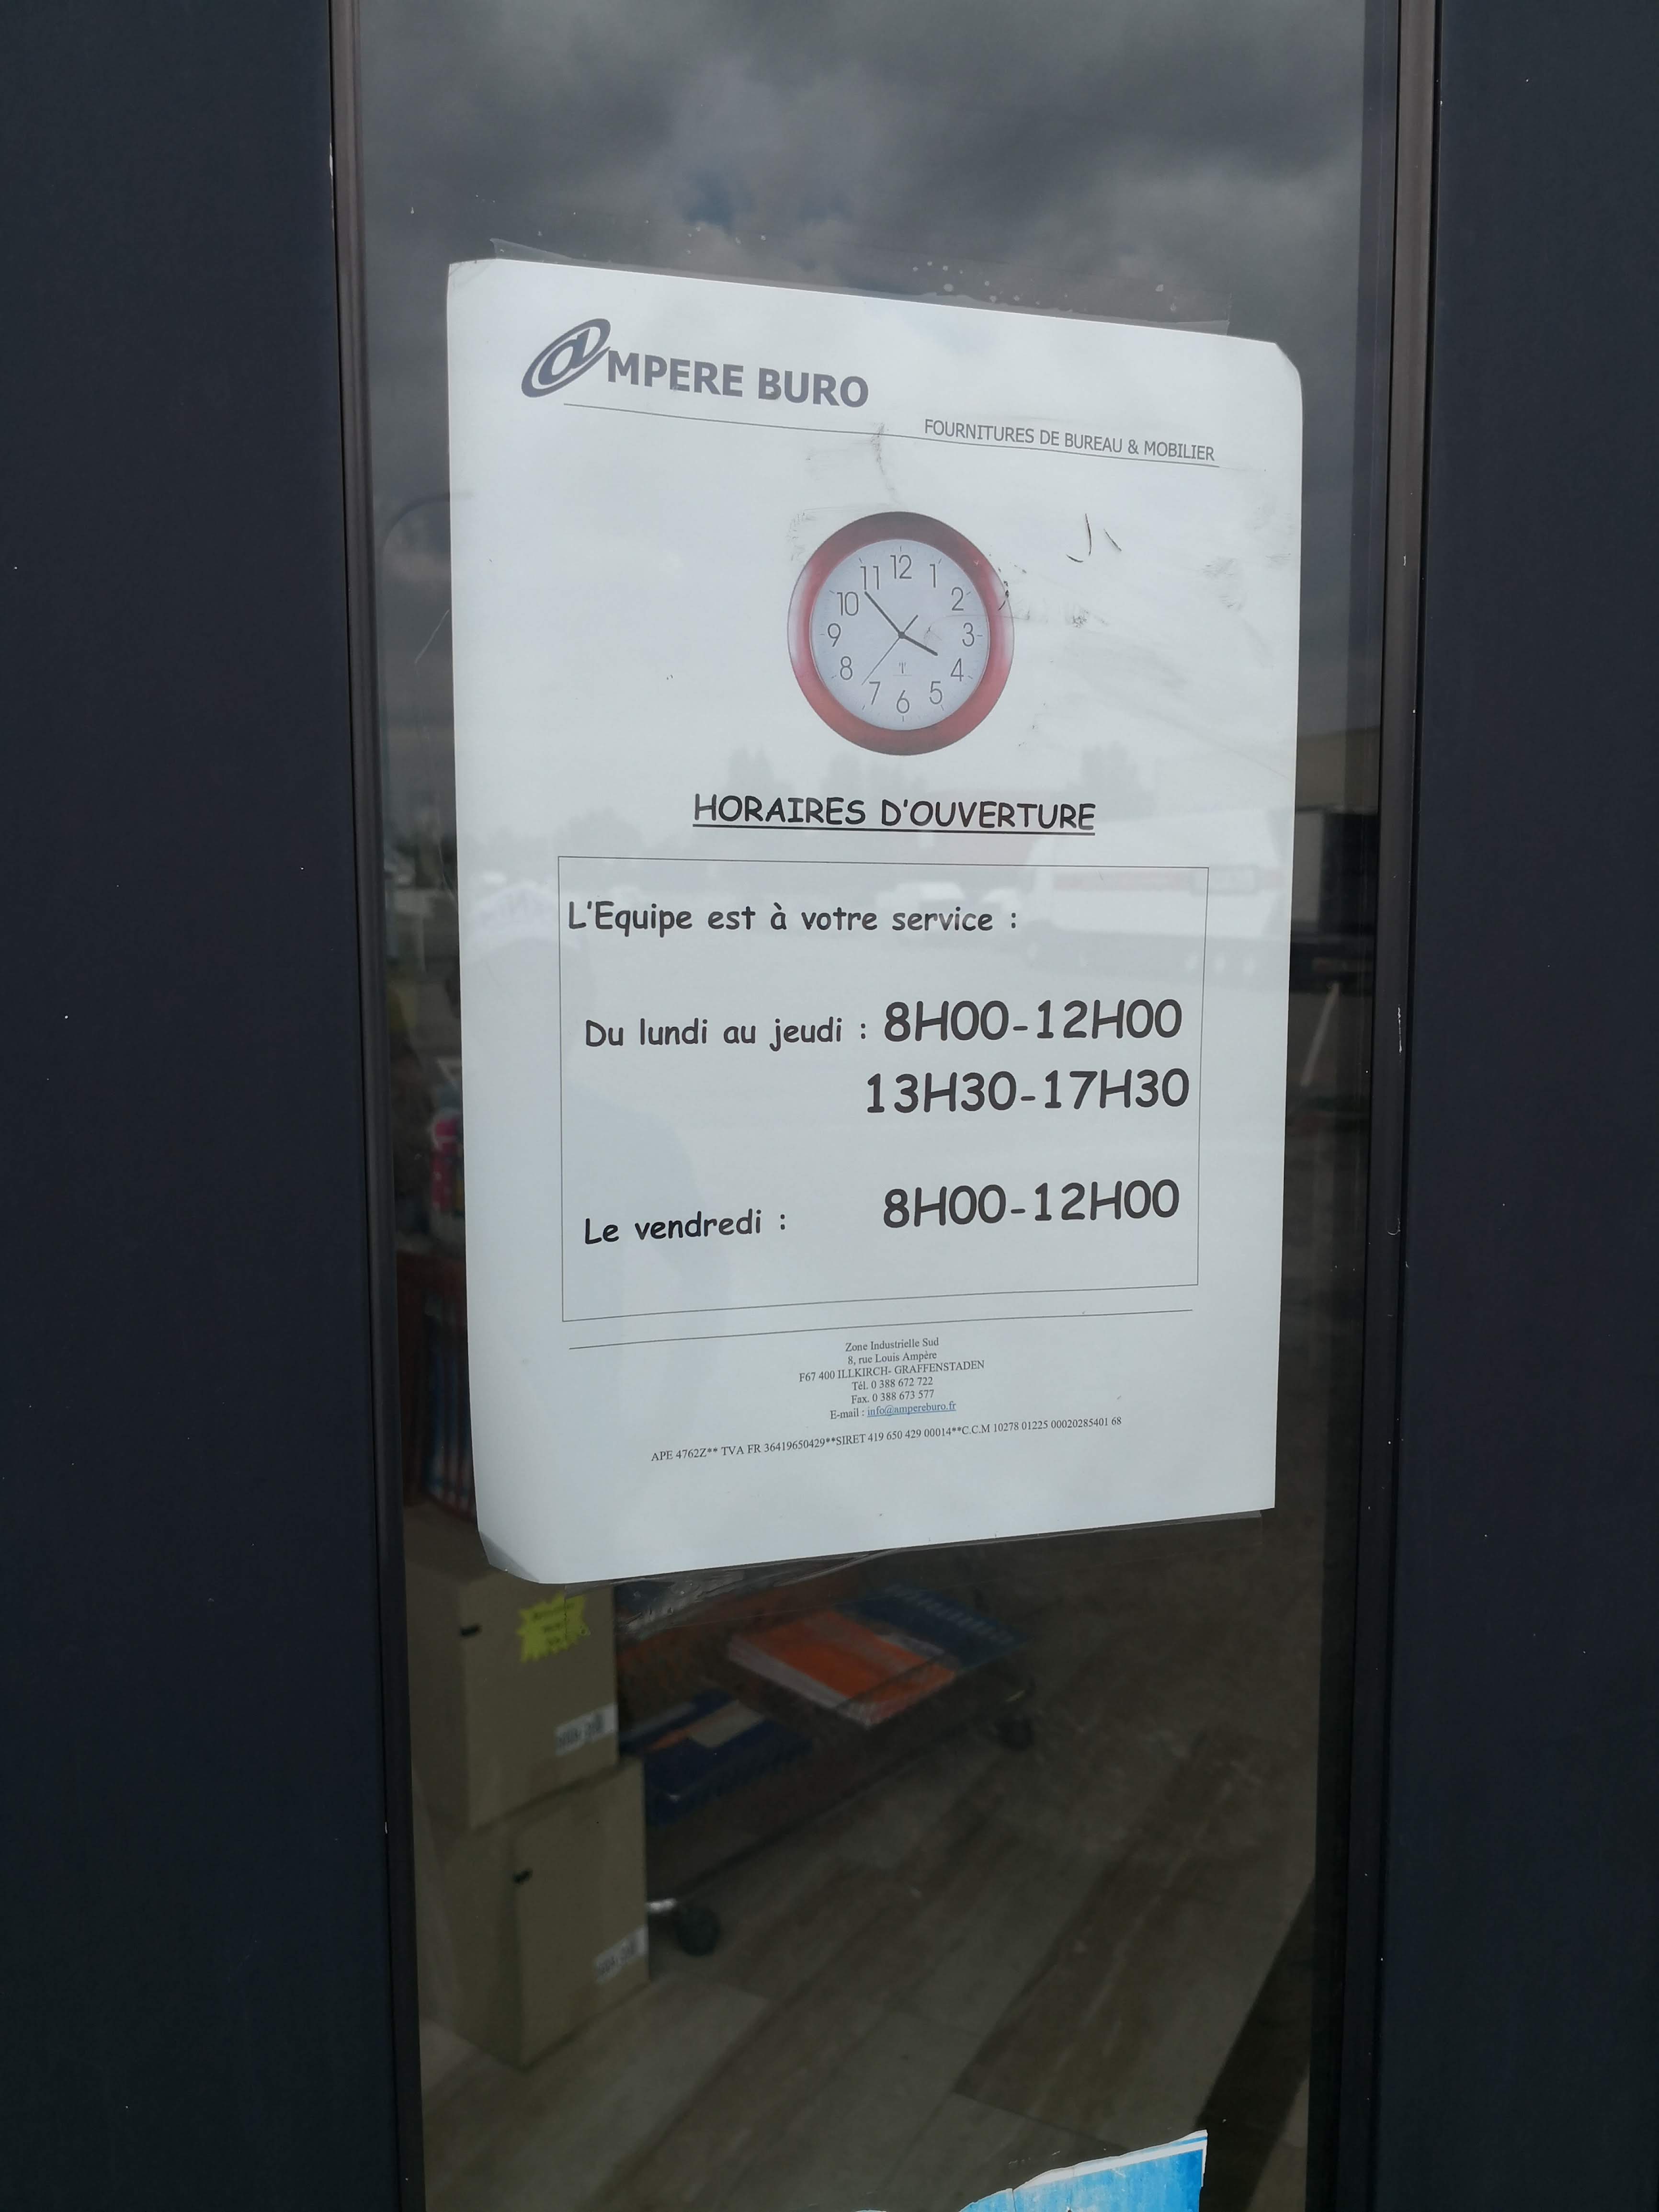 @MPERE BURO
FOURNITURES DE BUREAU & MOBILIER
12
1
2
3
4
5
6
7
8
9
10
11
HORAIRES D'OUVERTURE
L'Equipe est à votre service :
Du lundi au jeudi : 8H00-12H00
13H30-17H30
Le vendredi : 8H00-12H00
Zone Industrielle Sud
8, rue Louis Ampère
F67 400 ILLKIRCH- GRAFFENSTADEN
Tél. 0 388 672 722
Fax. 0 388 673 577
E-mail : info@ampereburo.fr
APE 4762Z** TVA FR 36419650429**SIRET 419 650 429 00014**C.C.M 10278 01225 00020285401 68